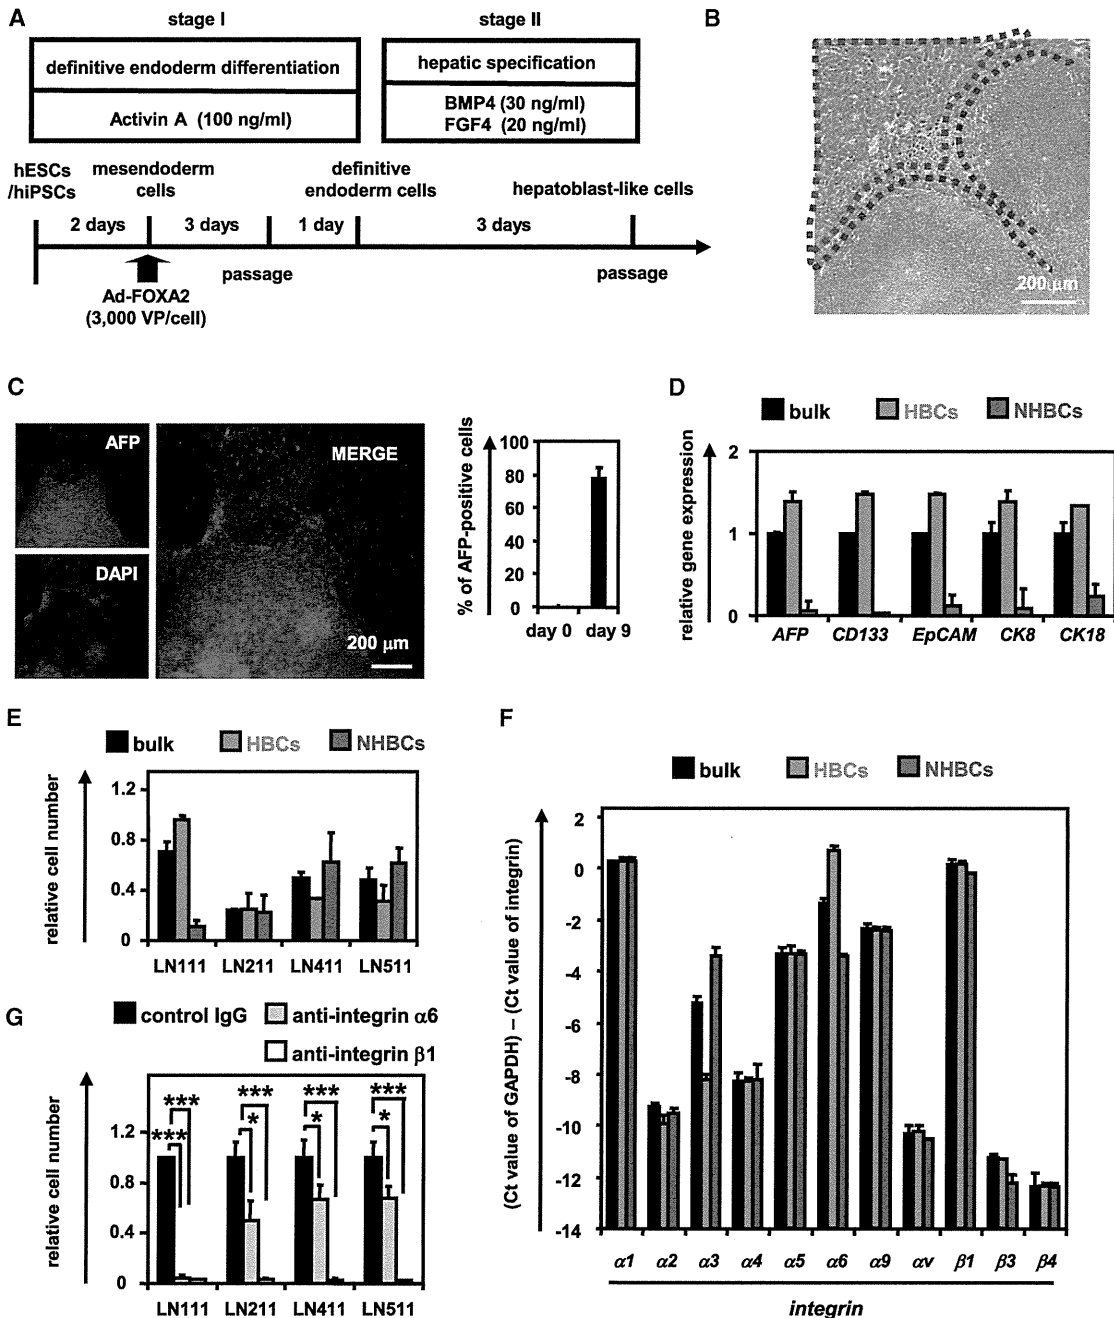 A
stage I
stage II
definitive endoderm differentiation
hepatic specification
Activin A (100 ng/ml)
BMP4 (30 ng/ml)
FGF4 (20 ng/ml)
hESCs
/hiPSCs
mesendoderm
cells
definitive
endoderm cells
hepatoblast-like cells
2 days
3 days
1 day
3 days
passage
passage
Ad-FOXA2
(3,000 VP/cell)
B
200 µm
C
AFP
DAPI
MERGE
200 µm
% of AFP-positive cells
100
80
60
40
20
0
day 0
day 9
D
bulk
HBCs
NHBCs
relative gene expression
2
1
0
AFP
CD133
EpCAM
CK8
CK18
E
bulk
HBCs
NHBCs
relative cell number
1.2
0.8
0.4
0
LN111
LN211
LN411
LN511
F
bulk
HBCs
NHBCs
(Ct value of GAPDH) – (Ct value of integrin)
2
0
-2
-4
-6
-8
-10
-12
-14
α1
α2
α3
α4
α5
α6
α9
αv
β1
β3
β4
integrin
G
control IgG
anti-integrin α6
anti-integrin β1
relative cell number
1.2
0.8
0.4
0
***
***
***
*
***
*
***
*
LN111
LN211
LN411
LN511